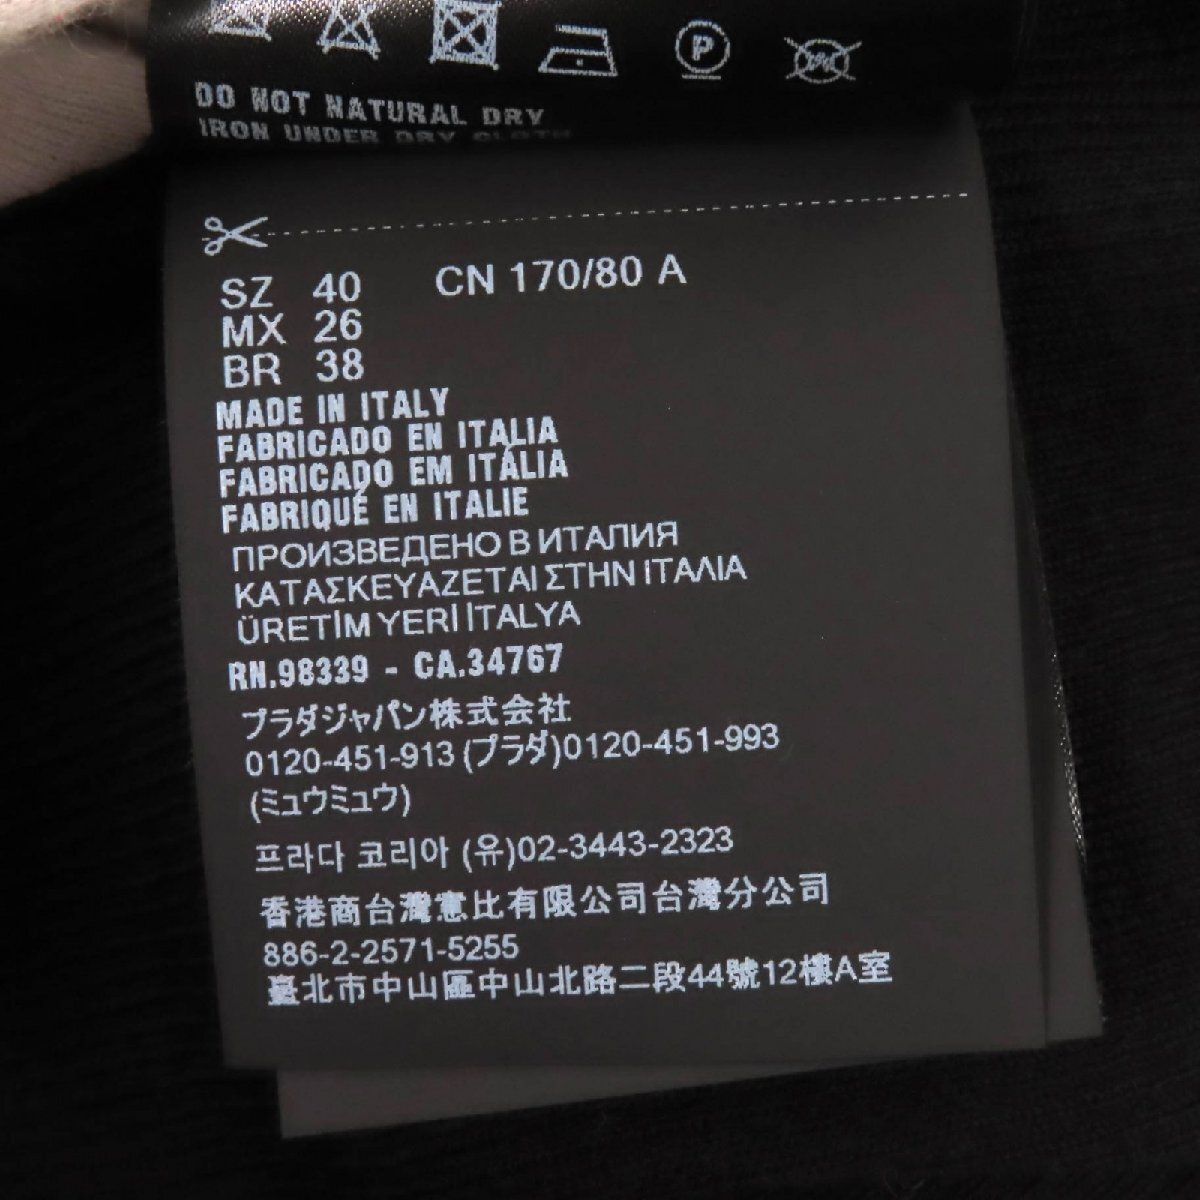 DO NOT NATURAL DRY
IRON UNDER DRY CLOTH
SZ 40 CN 170/80 A
MX 26
BR 38
MADE IN ITALY
FABRICADO EN ITALIA
FABRICADO EM ITÁLIA
FABRIQUÉ EN ITALIE
ПРОИЗВЕДЕНО В ИТАЛИЯ
ΚΑΤΑΣΚΕΥΑΖΕΤΑΙ ΣΤΗΝ ΙΤΑΛΙΑ
ÜRETİM YERİ İTALYA
RN.98339 - CA.34767
プラダジャパン株式会社
0120-451-913 (プラダ)0120-451-993
(ミュウミュウ)
프라다 코리아 (유)02-3443-2323
香港商台灣憲比有限公司台灣分公司
886-2-2571-5255
臺北市中山區中山北路二段44號12樓A室